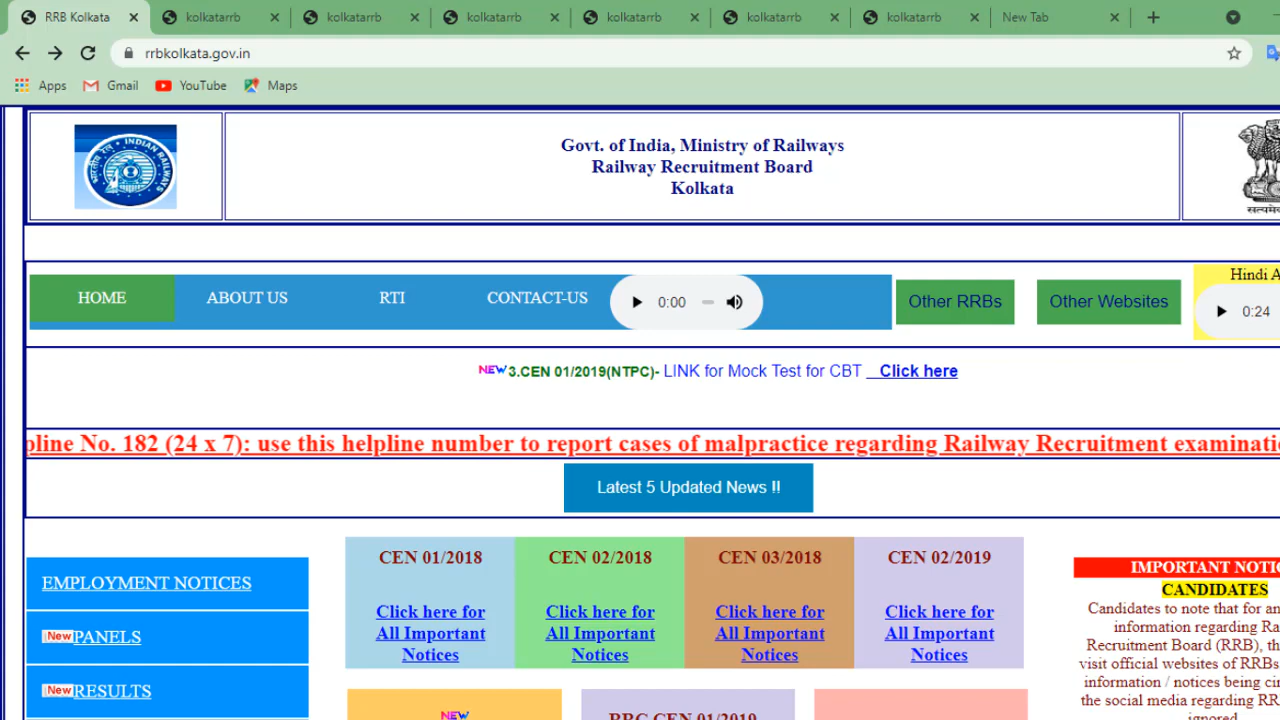 RRB Kolkata
kolkatarrb
kolkatarrb
kolkatarrb
kolkatarrb
kolkatarrb
kolkatarrb
New Tab
rrbkolkata.gov.in
Apps
Gmail
YouTube
Maps
INDIAN RAILWAYS
Govt. of India, Ministry of Railways
Railway Recruitment Board
Kolkata
HOME
ABOUT US
RTI
CONTACT-US
0:00
Other RRBs
Other Websites
Hindi A
0:24
NEW 3.CEN 01/2019(NTPC)- LINK for Mock Test for CBT Click here
pline No. 182 (24 x 7): use this helpline number to report cases of malpractice regarding Railway Recruitment examinati
Latest 5 Updated News !!
EMPLOYMENT NOTICES
New PANELS
New RESULTS
CEN 01/2018
Click here for
All Important
Notices
CEN 02/2018
Click here for
All Important
Notices
CEN 03/2018
Click here for
All Important
Notices
CEN 02/2019
Click here for
All Important
Notices
NEW
RRC CEN 01/2019
IMPORTANT NOTIC
CANDIDATES
Candidates to note that for an
information regarding Ra
Recruitment Board (RRB), th
visit official websites of RRBs
information / notices being cir
the social media regarding RR
ignored